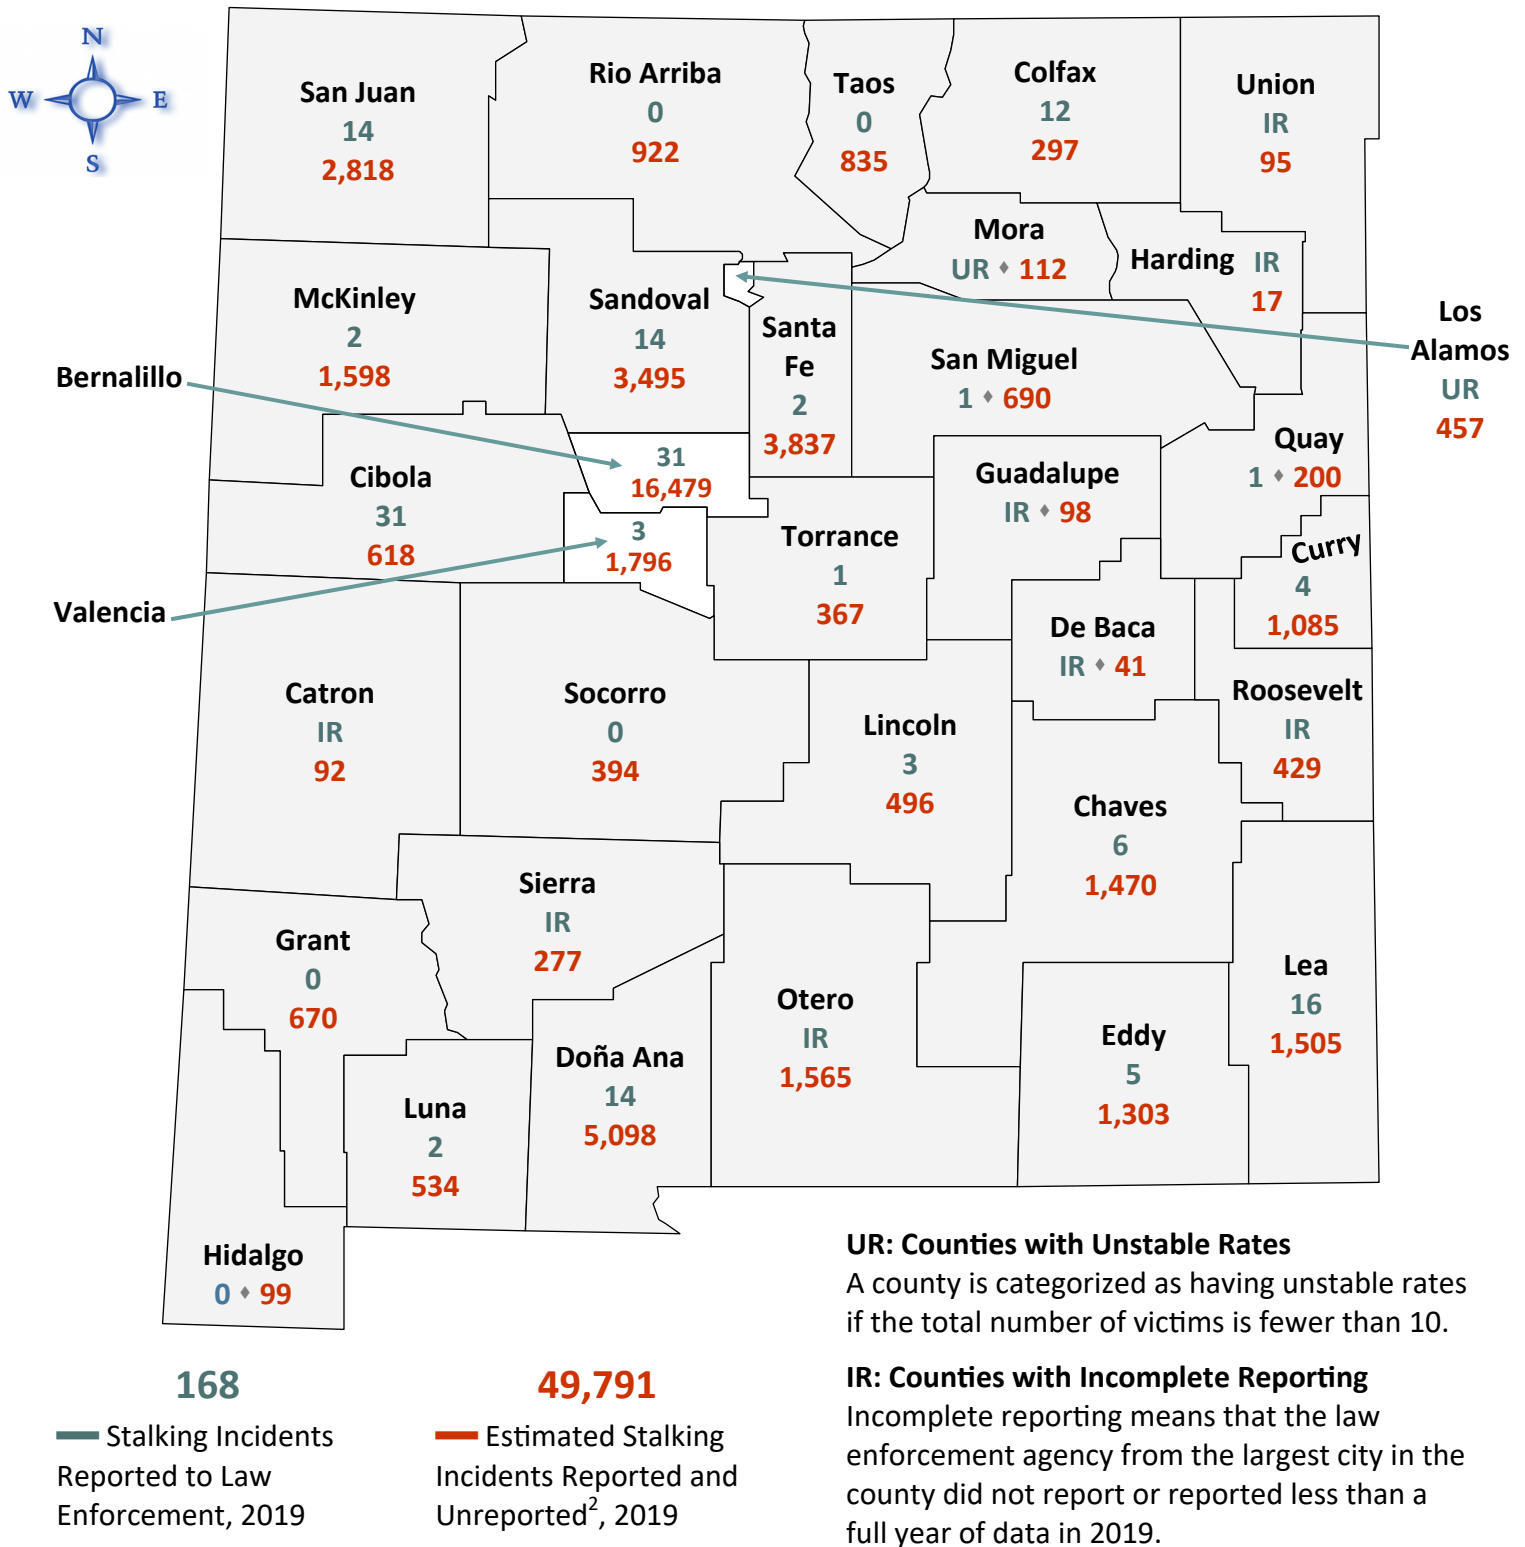 N
W E
S
San Juan
14
2,818
Rio Arriba
0
922
Taos
0
835
Colfax
12
297
Union
IR
95
Mora
UR ♦ 112
Harding IR
17
McKinley
2
1,598
Sandoval
14
3,495
Santa
Fe
2
3,837
San Miguel
1 ♦ 690
Los
Alamos
UR
457
Bernalillo
31
16,479
Quay
1 ♦ 200
Guadalupe
IR ♦ 98
Cibola
31
618
3
1,796
Valencia
Torrance
1
367
Curry
4
1,085
De Baca
IR ♦ 41
Catron
IR
92
Socorro
0
394
Lincoln
3
496
Roosevelt
IR
429
Chaves
6
1,470
Sierra
IR
277
Grant
0
670
Lea
16
1,505
Otero
IR
1,565
Eddy
5
1,303
Doña Ana
14
5,098
Luna
2
534
Hidalgo
0 ♦ 99
UR: Counties with Unstable Rates
A county is categorized as having unstable rates
if the total number of victims is fewer than 10.
IR: Counties with Incomplete Reporting
Incomplete reporting means that the law
enforcement agency from the largest city in the
county did not report or reported less than a
full year of data in 2019.
168
Stalking Incidents
Reported to Law
Enforcement, 2019
49,791
Estimated Stalking
Incidents Reported and
Unreported², 2019